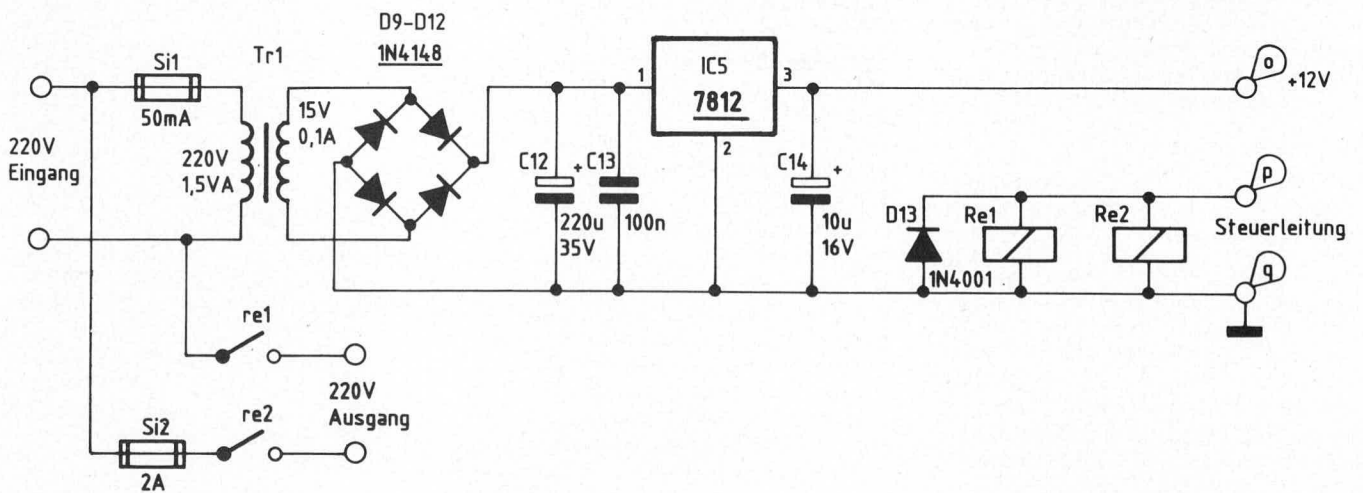 D9-D12
1N4148
Tr1
Si1
50mA
220V
Eingang
220V
1,5VA
15V
0,1A
1
IC5
7812
3
2
o
+12V
C12
+
220u
35V
C13
100n
C14
+
10u
16V
D13
1N4001
Re1
Re2
p
Steuerleitung
q
re1
220V
Ausgang
re2
Si2
2A